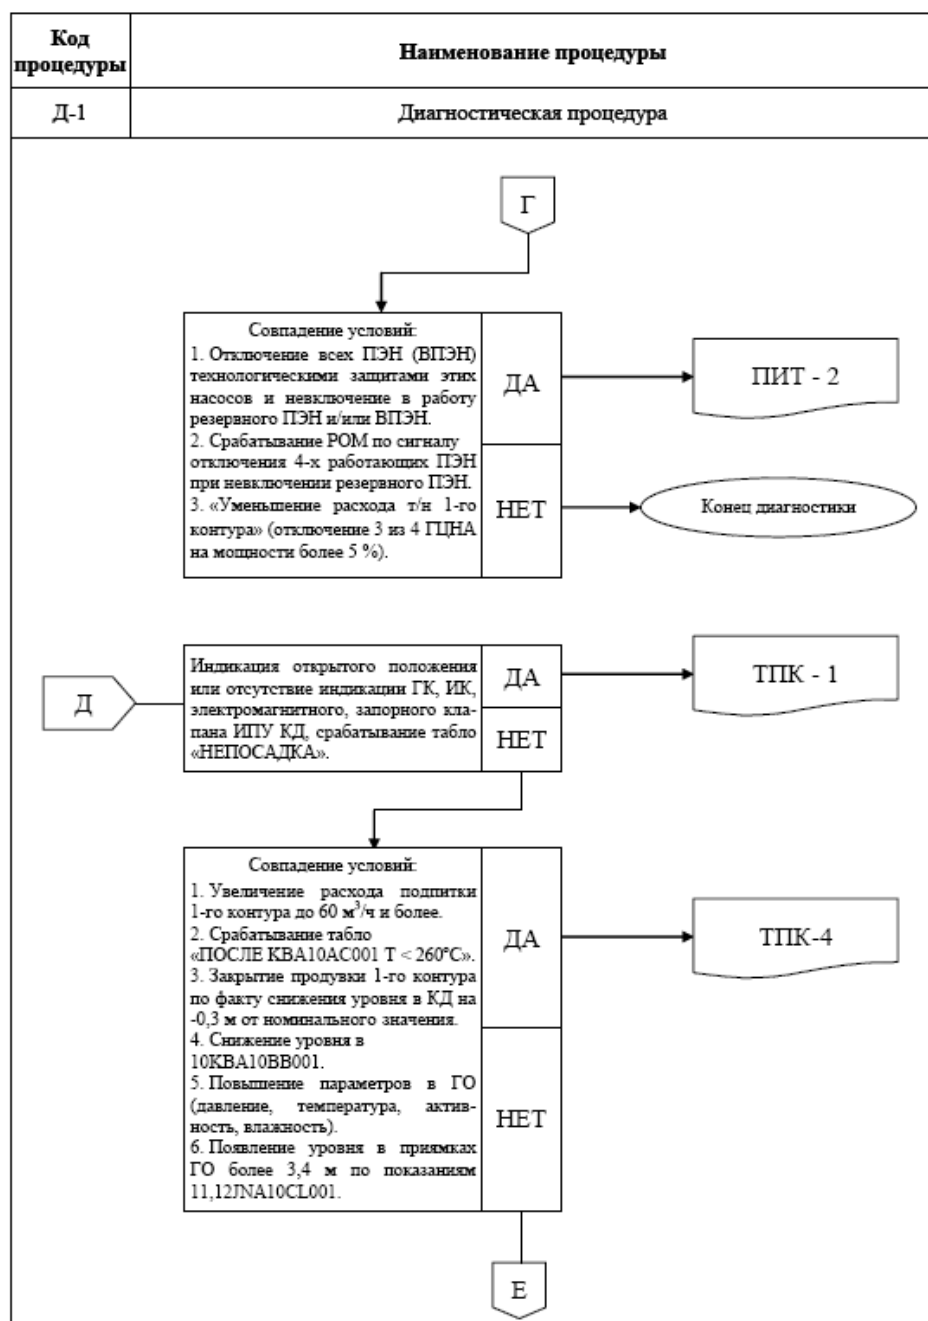 Код
процедуры
Наименование процедуры
Д-1
Диагностическая процедура
Г
Совпадение условий:
1. Отключение всех ПЭН (ВПЭН)
технологическими защитами этих
насосов и невключение в работу
резервного ПЭН и/или ВПЭН.
2. Срабатывание РОМ по сигналу
отключения 4-х работающих ПЭН
при невключении резервного ПЭН.
3. «Уменьшение расхода т/н 1-го
контура» (отключение 3 из 4 ГЦНА
на мощности более 5 %).
ДА
ПИТ - 2
НЕТ
Конец диагностики
Д
Индикация открытого положения
или отсутствие индикации ГК, ИК,
электромагнитного, запорного кла-
пана ИПУ КД, срабатывание табло
«НЕПОСАДКА».
ДА
ТПК - 1
НЕТ
Совпадение условий:
1. Увеличение расхода подпитки
1-го контура до 60 м³/ч и более.
2. Срабатывание табло
«ПОСЛЕ KBA10AC001 T < 260°C».
3. Закрытие продувки 1-го контура
по факту снижения уровня в КД на
-0,3 м от номинального значения.
4. Снижение уровня в
10KBA10BB001.
5. Повышение параметров в ГО
(давление, температура, актив-
ность, влажность).
6. Появление уровня в приямках
ГО более 3,4 м по показаниям
11,12JNA10CL001.
ДА
ТПК-4
НЕТ
Е